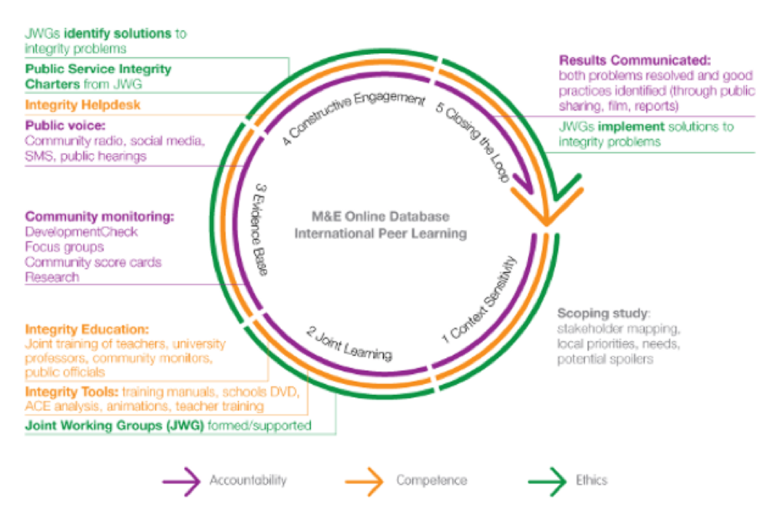 JWGs identify solutions to
integrity problems
Public Service Integrity
Charters from JWG
Integrity Helpdesk
Public voice:
Community radio, social media,
SMS, public hearings
Community monitoring:
DevelopmentCheck
Focus groups
Community score cards
Research
Integrity Education:
Joint training of teachers, university
professors, community monitors,
public officials
Integrity Tools: training manuals, schools DVD,
ACE analysis, animations, teacher training
Joint Working Groups (JWG) formed/supported
4 Constructive Engagement
5 Closing the Loop
3 Evidence Base
M&E Online Database
International Peer Learning
2 Joint Learning
1 Context Sensitivity
Results Communicated:
both problems resolved and good
practices identified (through public
sharing, film, reports)
JWGs implement solutions to
integrity problems
Scoping study:
stakeholder mapping,
local priorities, needs,
potential spoilers
Accountability
Competence
Ethics